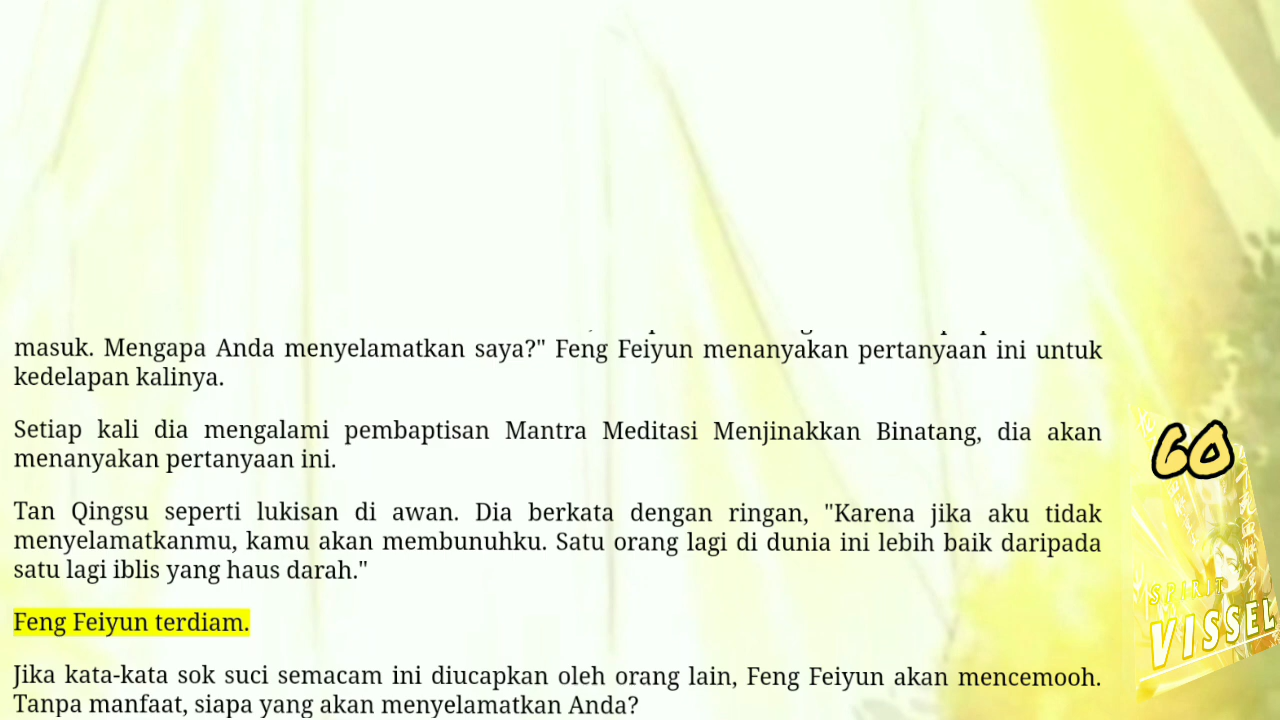 masuk. Mengapa Anda menyelamatkan saya?" Feng Feiyun menanyakan pertanyaan ini untuk
kedelapan kalinya.
Setiap kali dia mengalami pembaptisan Mantra Meditasi Menjinakkan Binatang, dia akan
menanyakan pertanyaan ini.
Tan Qingsu seperti lukisan di awan. Dia berkata dengan ringan, "Karena jika aku tidak
menyelamatkanmu, kamu akan membunuhku. Satu orang lagi di dunia ini lebih baik daripada
satu lagi iblis yang haus darah."
Feng Feiyun terdiam.
Jika kata-kata sok suci semacam ini diucapkan oleh orang lain, Feng Feiyun akan mencemooh.
Tanpa manfaat, siapa yang akan menyelamatkan Anda?
60
SPIRIT
VISSEL